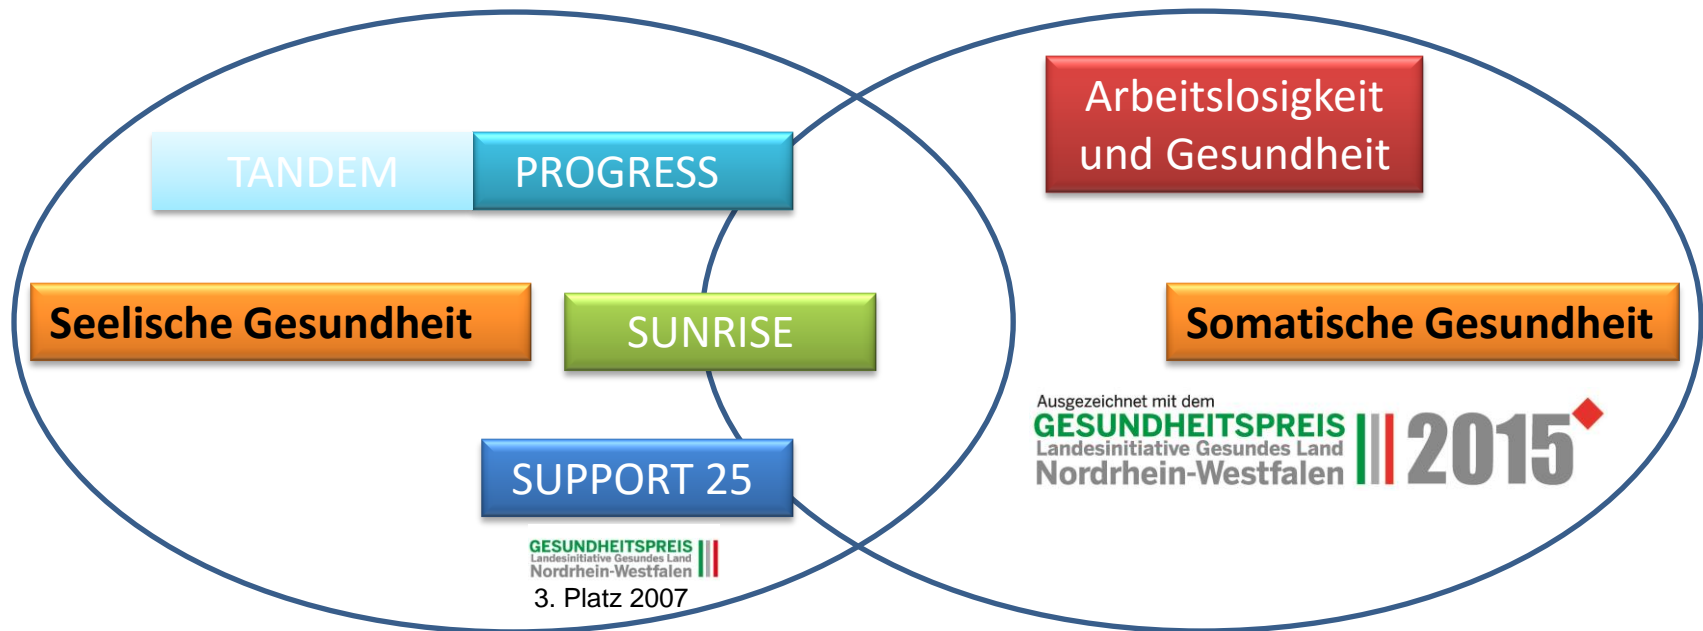 Arbeitslosigkeit
und Gesundheit
TANDEM
PROGRESS
Seelische Gesundheit
SUNRISE
Somatische Gesundheit
Ausgezeichnet mit dem
GESUNDHEITSPREIS
Landesinitiative Gesundes Land
Nordrhein-Westfalen
2015
SUPPORT 25
GESUNDHEITSPREIS
Landesinitiative Gesundes Land
Nordrhein-Westfalen
3. Platz 2007